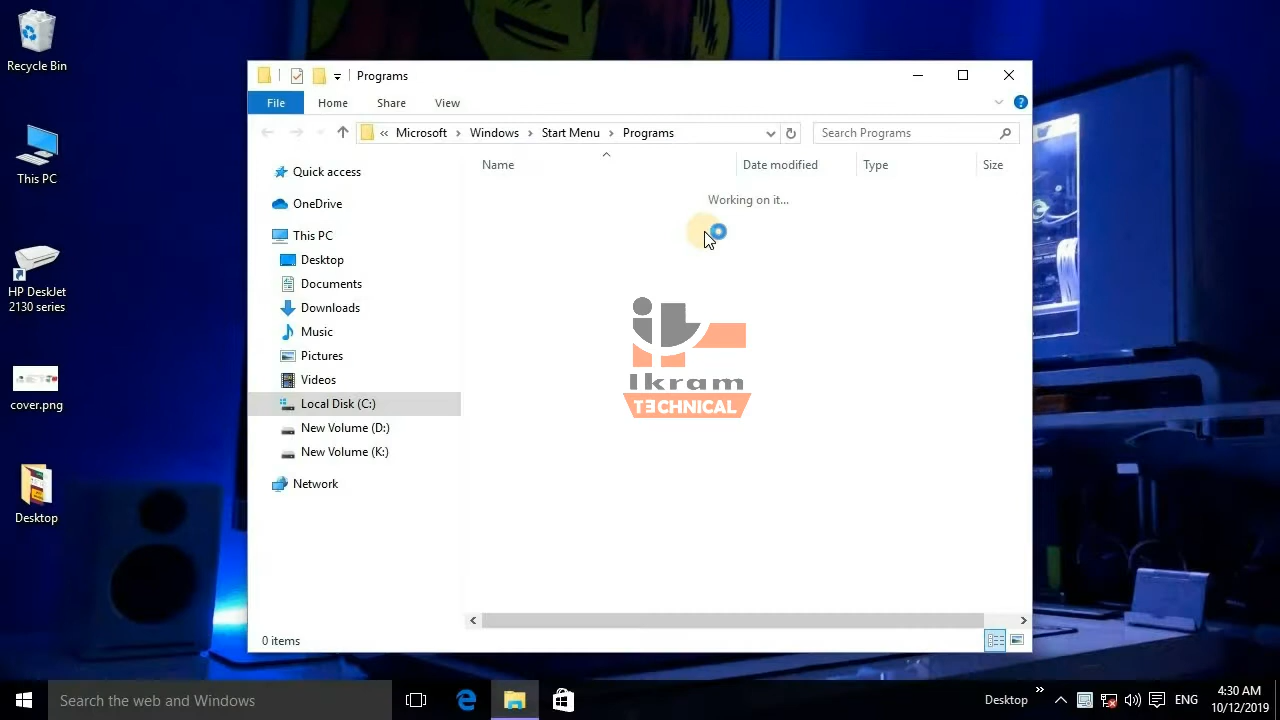 Recycle Bin
This PC
HP DeskJet
2130 series
cover.png
Desktop
Programs
File
Home
Share
View
«
Microsoft
Windows
Start Menu
Programs
Search Programs
Name
Date modified
Type
Size
Quick access
OneDrive
This PC
Desktop
Documents
Downloads
Music
Pictures
Videos
Local Disk (C:)
New Volume (D:)
New Volume (K:)
Network
Working on it...
Ikram
TECHNICAL
0 items
Search the web and Windows
Desktop
»
ENG
4:30 AM
10/12/2019